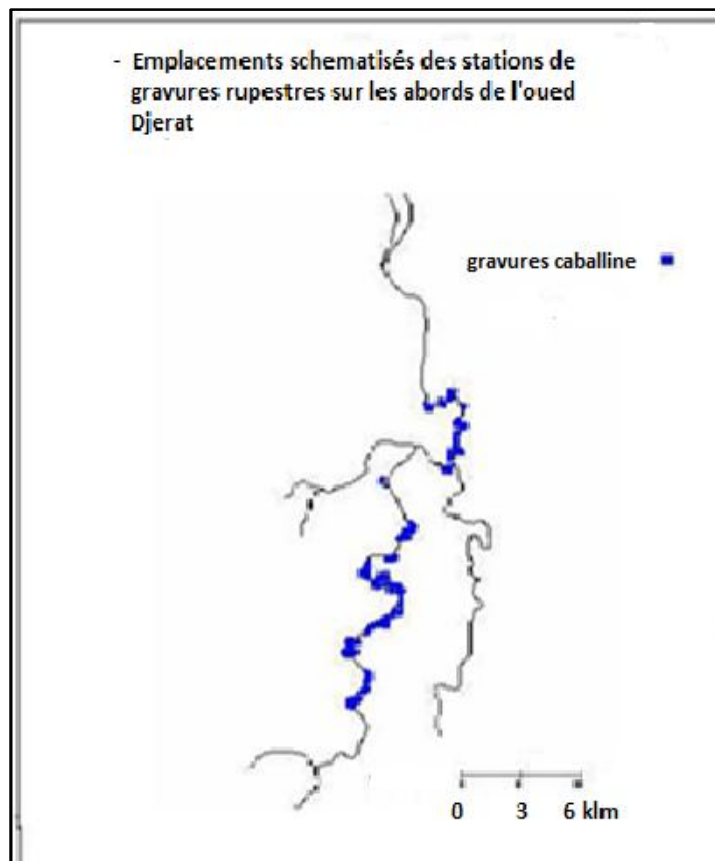 - Emplacements schematisés des stations de
gravures rupestres sur les abords de l'oued
Djerat
gravures caballine
0 3 6 klm